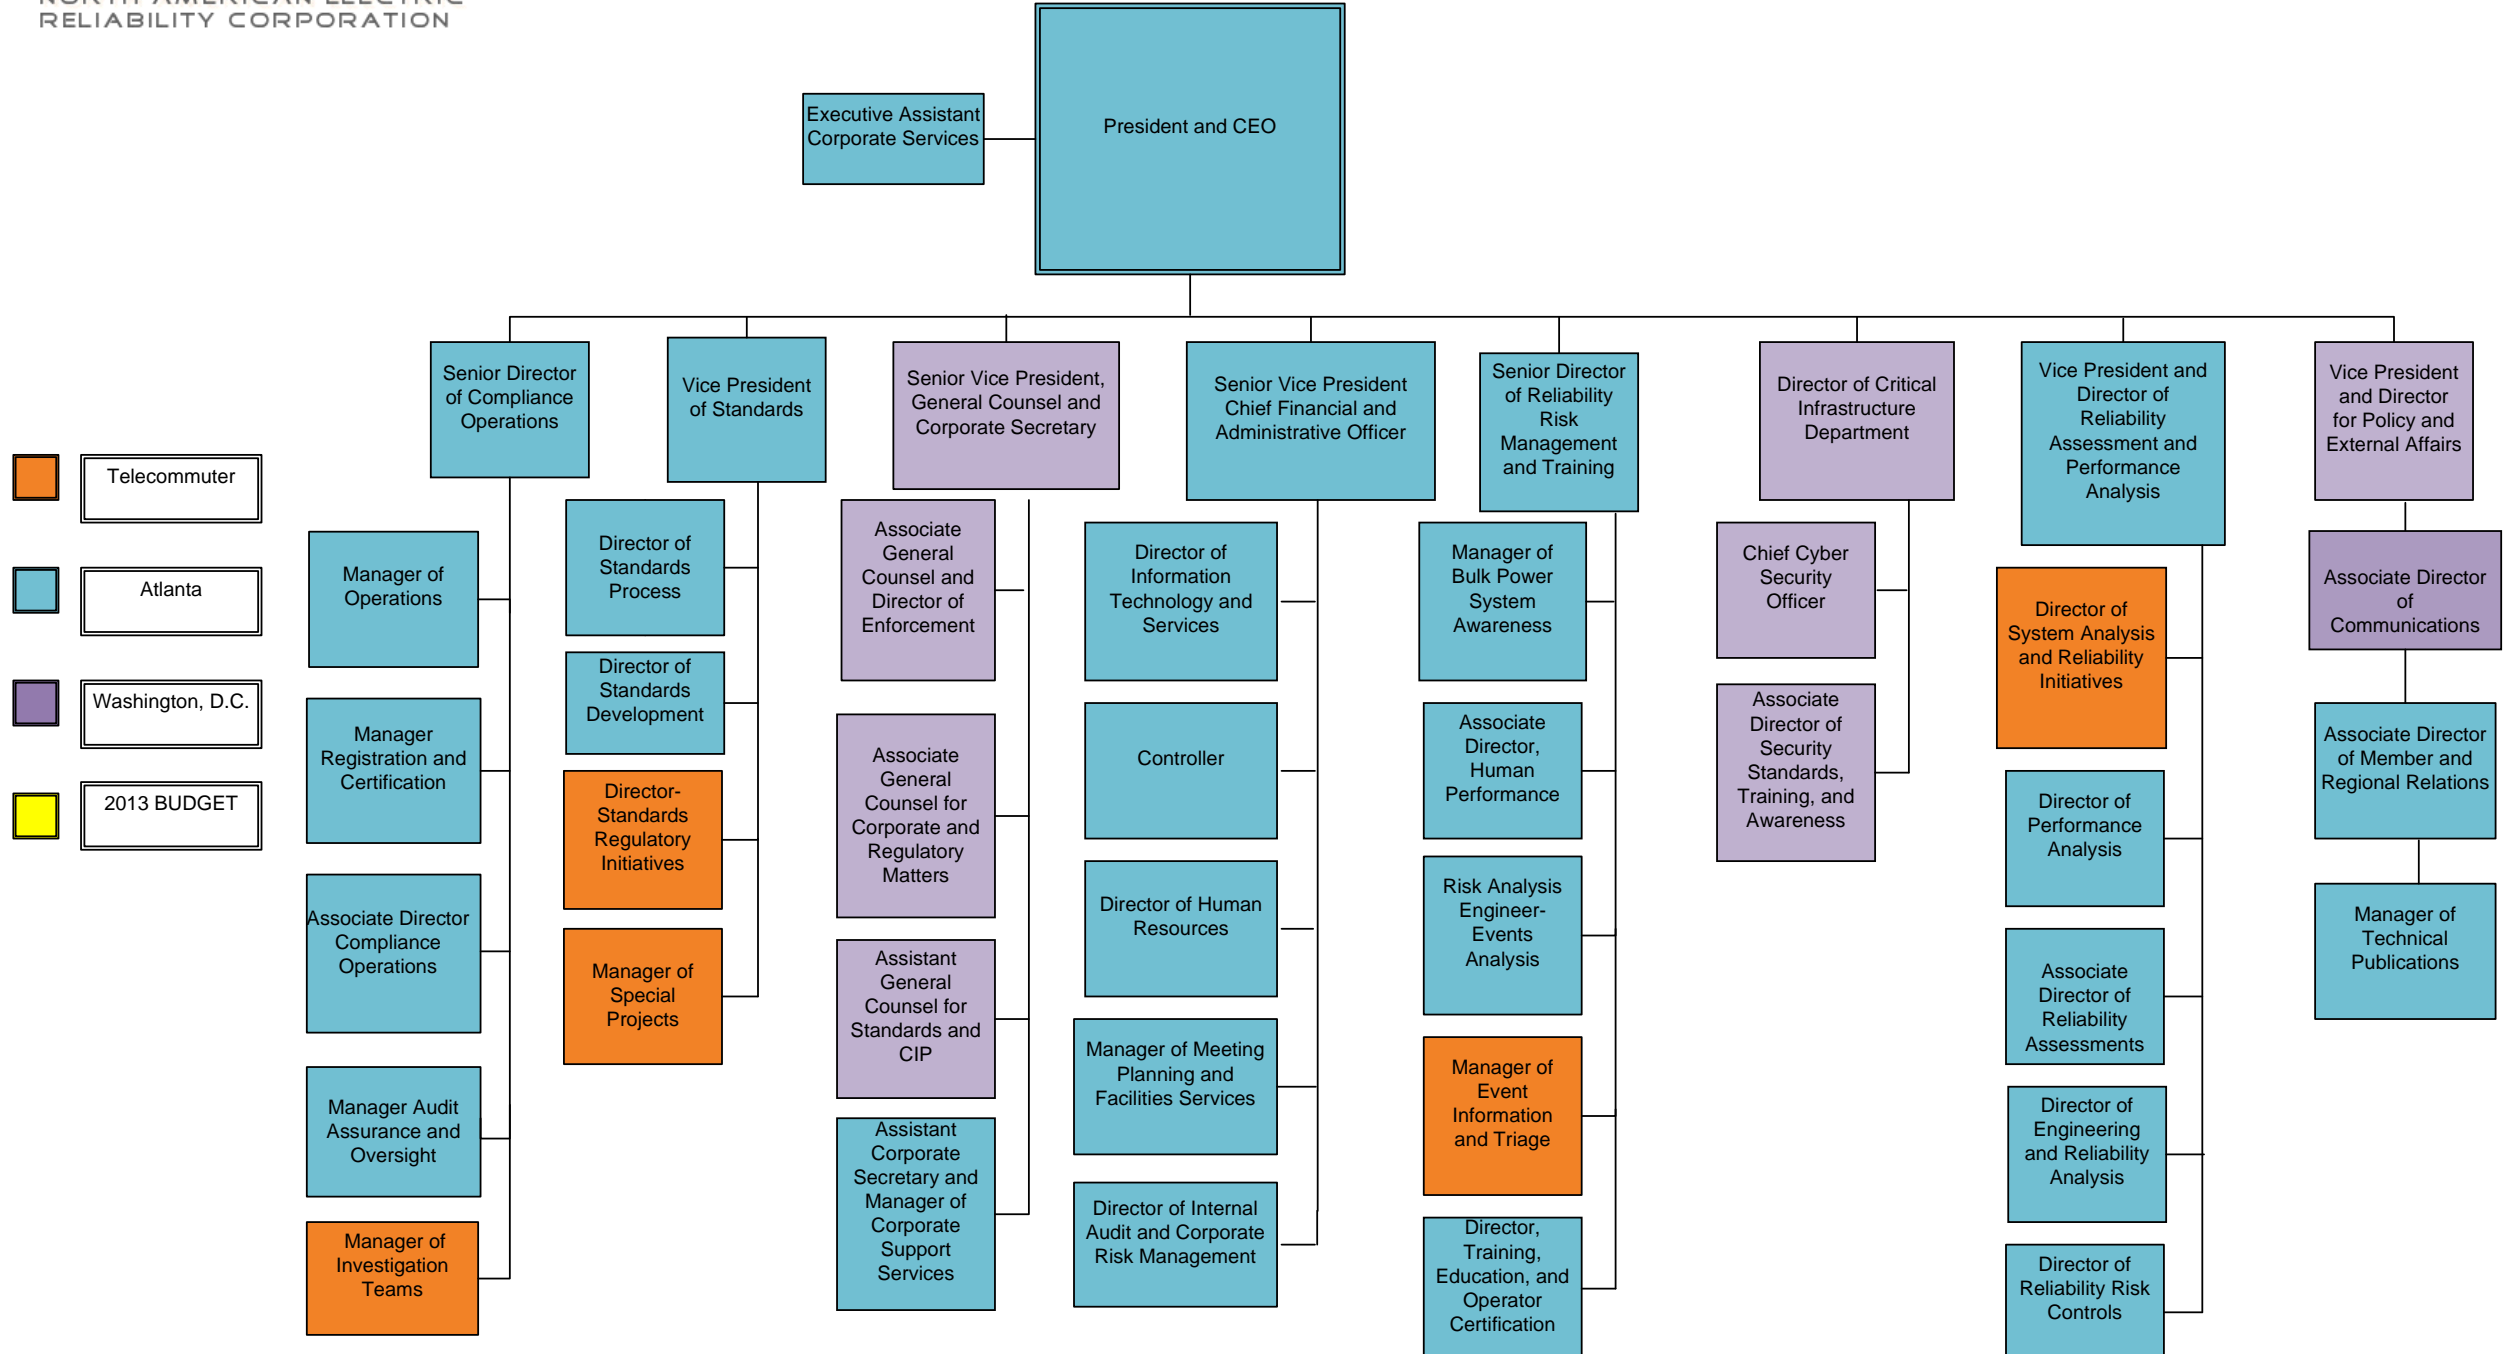 NORTH AMERICAN ELECTRIC
RELIABILITY CORPORATION
President and CEO
Executive Assistant
Corporate Services
Senior Director
of Compliance
Operations
Vice President
of Standards
Senior Vice President,
General Counsel and
Corporate Secretary
Senior Vice President
Chief Financial and
Administrative Officer
Senior Director
of Reliability
Risk
Management
and Training
Director of Critical
Infrastructure
Department
Vice President and
Director of
Reliability
Assessment and
Performance
Analysis
Vice President
and Director
for Policy and
External Affairs
Telecommuter
Atlanta
Washington, D.C.
2013 BUDGET
Manager of
Operations
Manager
Registration and
Certification
Associate Director
Compliance
Operations
Manager Audit
Assurance and
Oversight
Manager of
Investigation
Teams
Director of
Standards
Process
Director of
Standards
Development
Director-
Standards
Regulatory
Initiatives
Manager of
Special
Projects
Associate
General
Counsel and
Director of
Enforcement
Associate
General
Counsel for
Corporate and
Regulatory
Matters
Assistant
General
Counsel for
Standards and
CIP
Assistant
Corporate
Secretary and
Manager of
Corporate
Support
Services
Director of
Information
Technology and
Services
Controller
Director of Human
Resources
Manager of Meeting
Planning and
Facilities Services
Director of Internal
Audit and Corporate
Risk Management
Manager of
Bulk Power
System
Awareness
Associate
Director,
Human
Performance
Risk Analysis
Engineer-
Events
Analysis
Manager of
Event
Information
and Triage
Director,
Training,
Education, and
Operator
Certification
Chief Cyber
Security
Officer
Associate
Director of
Security
Standards,
Training, and
Awareness
Director of
System Analysis
and Reliability
Initiatives
Director of
Performance
Analysis
Associate
Director of
Reliability
Assessments
Director of
Engineering
and Reliability
Analysis
Director of
Reliability Risk
Controls
Associate Director
of
Communications
Associate Director
of Member and
Regional Relations
Manager of
Technical
Publications